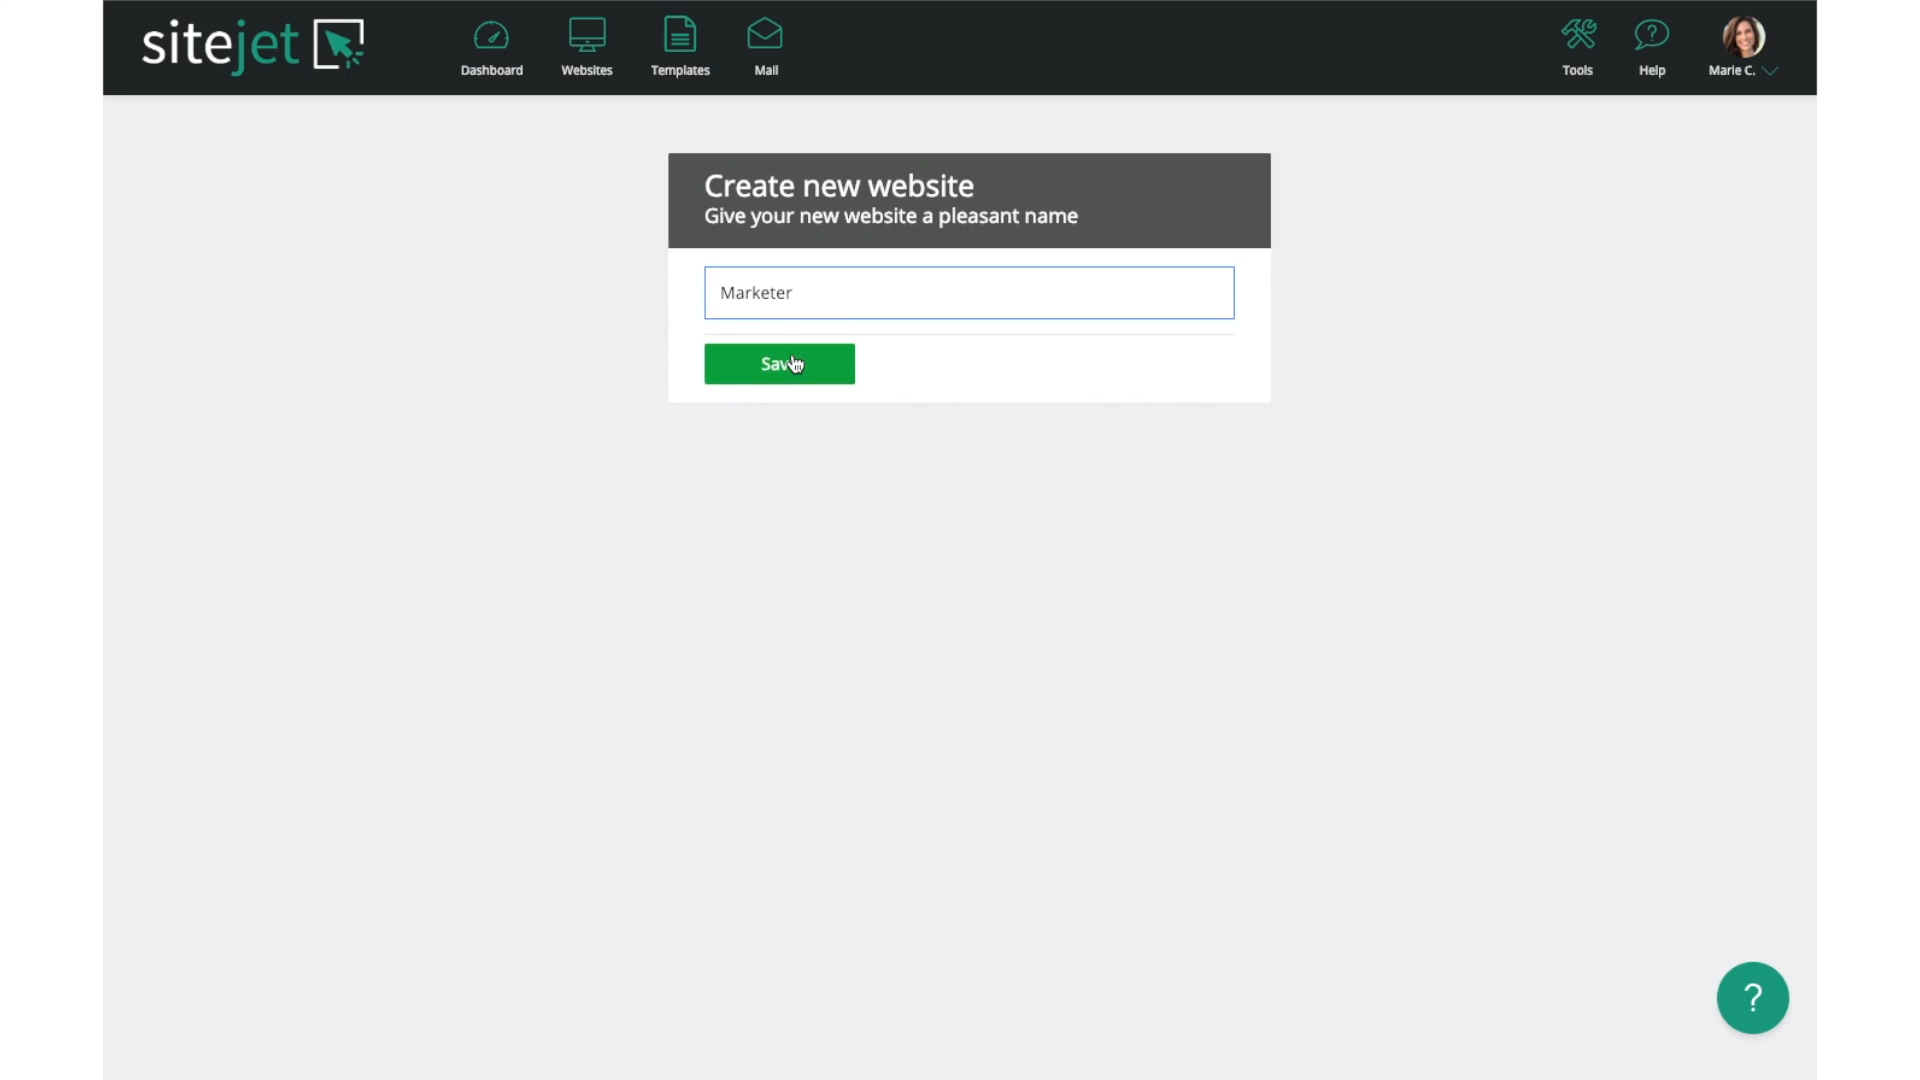 sitejet
Dashboard
Websites
Templates
Mail
Tools
Help
Marie C.
Create new website
Give your new website a pleasant name
Marketer
Sav
?